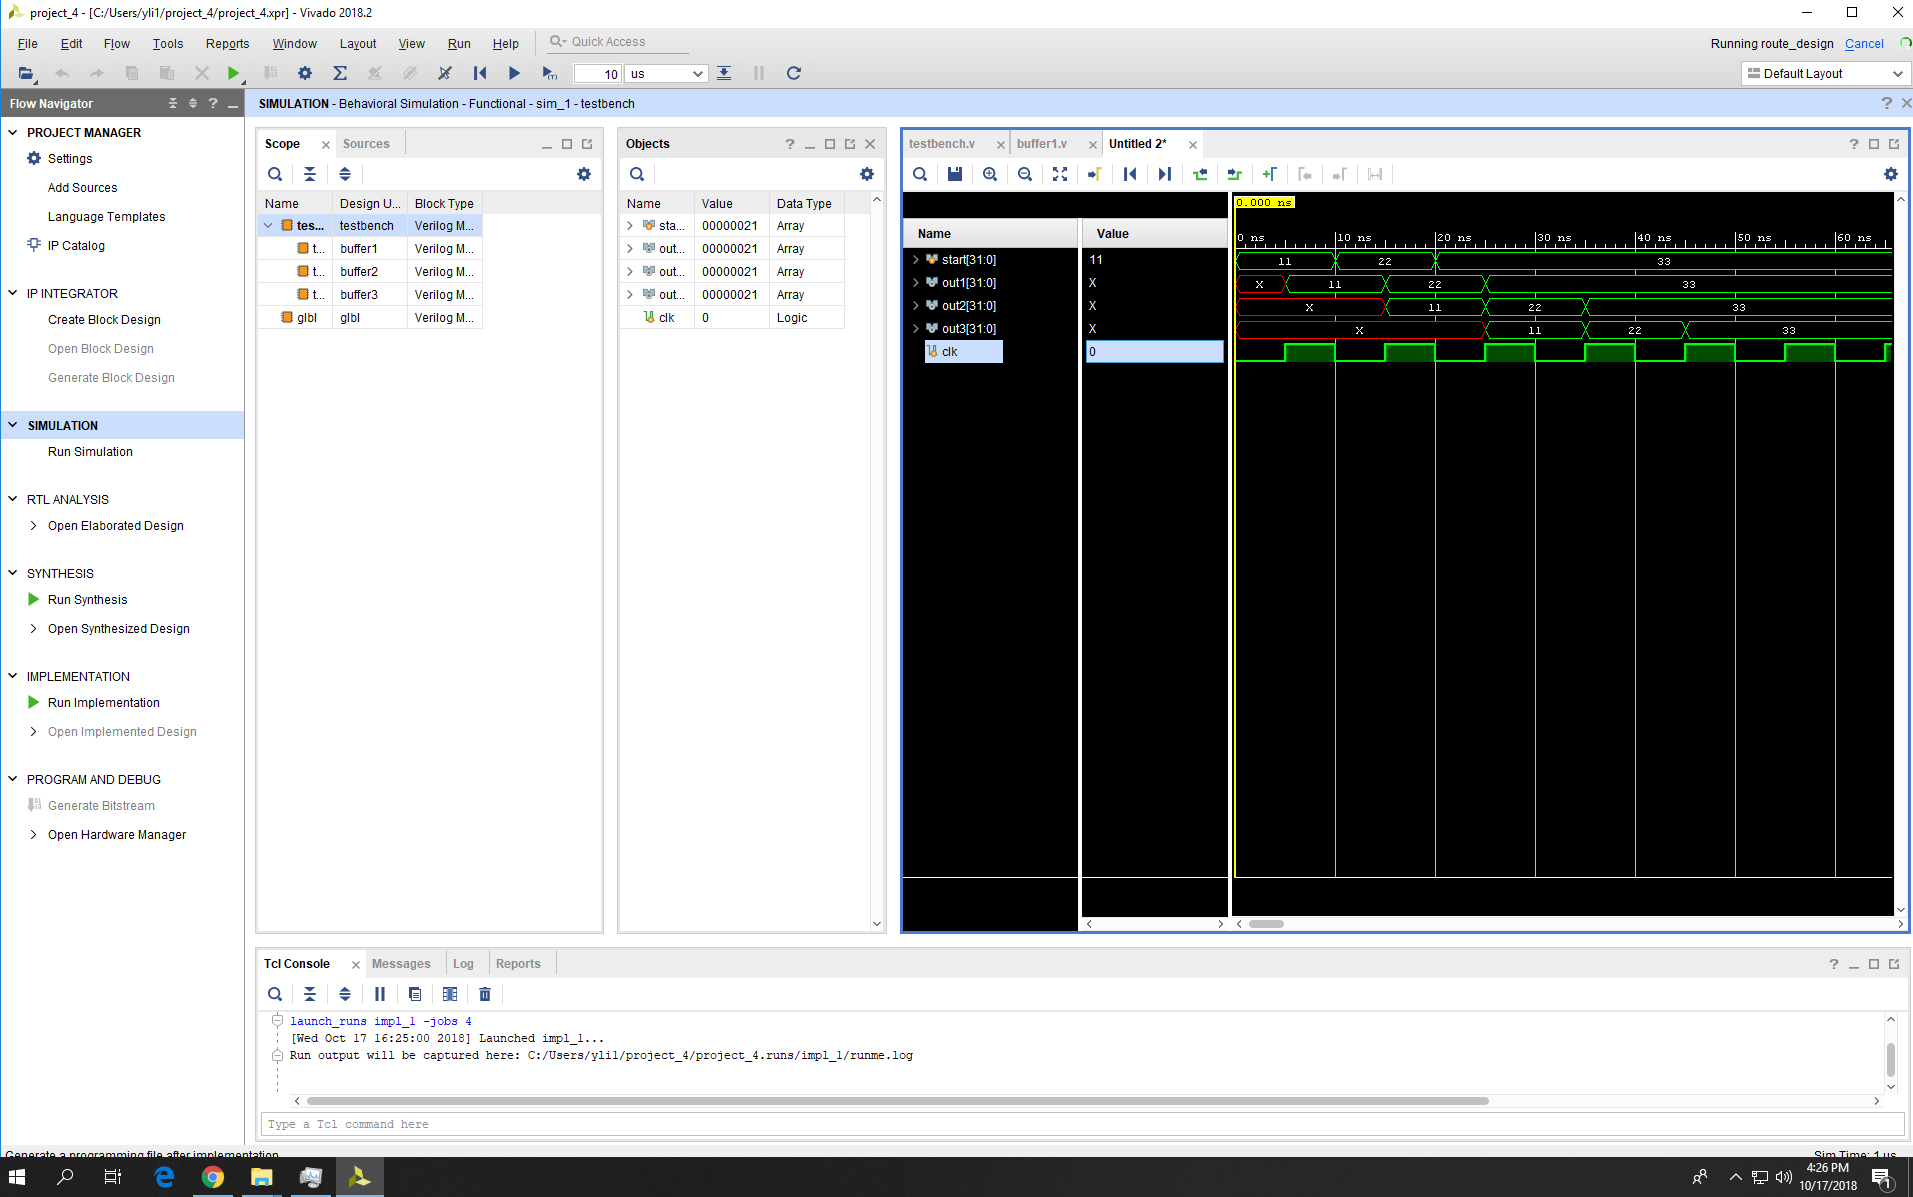 project_4 - [C:/Users/yli1/project_4/project_4.xpr] - Vivado 2018.2
File Edit Flow Tools Reports Window Layout View Run Help Quick Access
Running route_design Cancel
10 us
Default Layout
Flow Navigator
PROJECT MANAGER
Settings
Add Sources
Language Templates
IP Catalog
IP INTEGRATOR
Create Block Design
Open Block Design
Generate Block Design
SIMULATION
Run Simulation
RTL ANALYSIS
Open Elaborated Design
SYNTHESIS
Run Synthesis
Open Synthesized Design
IMPLEMENTATION
Run Implementation
Open Implemented Design
PROGRAM AND DEBUG
Generate Bitstream
Open Hardware Manager
SIMULATION - Behavioral Simulation - Functional - sim_1 - testbench
Scope Sources
Name Design U... Block Type
tes... testbench Verilog M...
t... buffer1 Verilog M...
t... buffer2 Verilog M...
t... buffer3 Verilog M...
glbl glbl Verilog M...
Objects
Name Value Data Type
sta... 00000021 Array
out... 00000021 Array
out... 00000021 Array
out... 00000021 Array
clk 0 Logic
testbench.v buffer1.v Untitled 2*
0.000 ns
Name Value
0 ns 10 ns 20 ns 30 ns 40 ns 50 ns 60 ns
start[31:0] 11 11 22 33
out1[31:0] X X 11 22 33
out2[31:0] X X 11 22 33
out3[31:0] X X 11 22 33
clk 0
Tcl Console Messages Log Reports
launch_runs impl_1 -jobs 4
[Wed Oct 17 16:25:00 2018] Launched impl_1...
Run output will be captured here: C:/Users/yli1/project_4/project_4.runs/impl_1/runme.log
Type a Tcl command here
Generate a programming file after implementation
Sim Time: 1 us
4:26 PM
10/17/2018
1